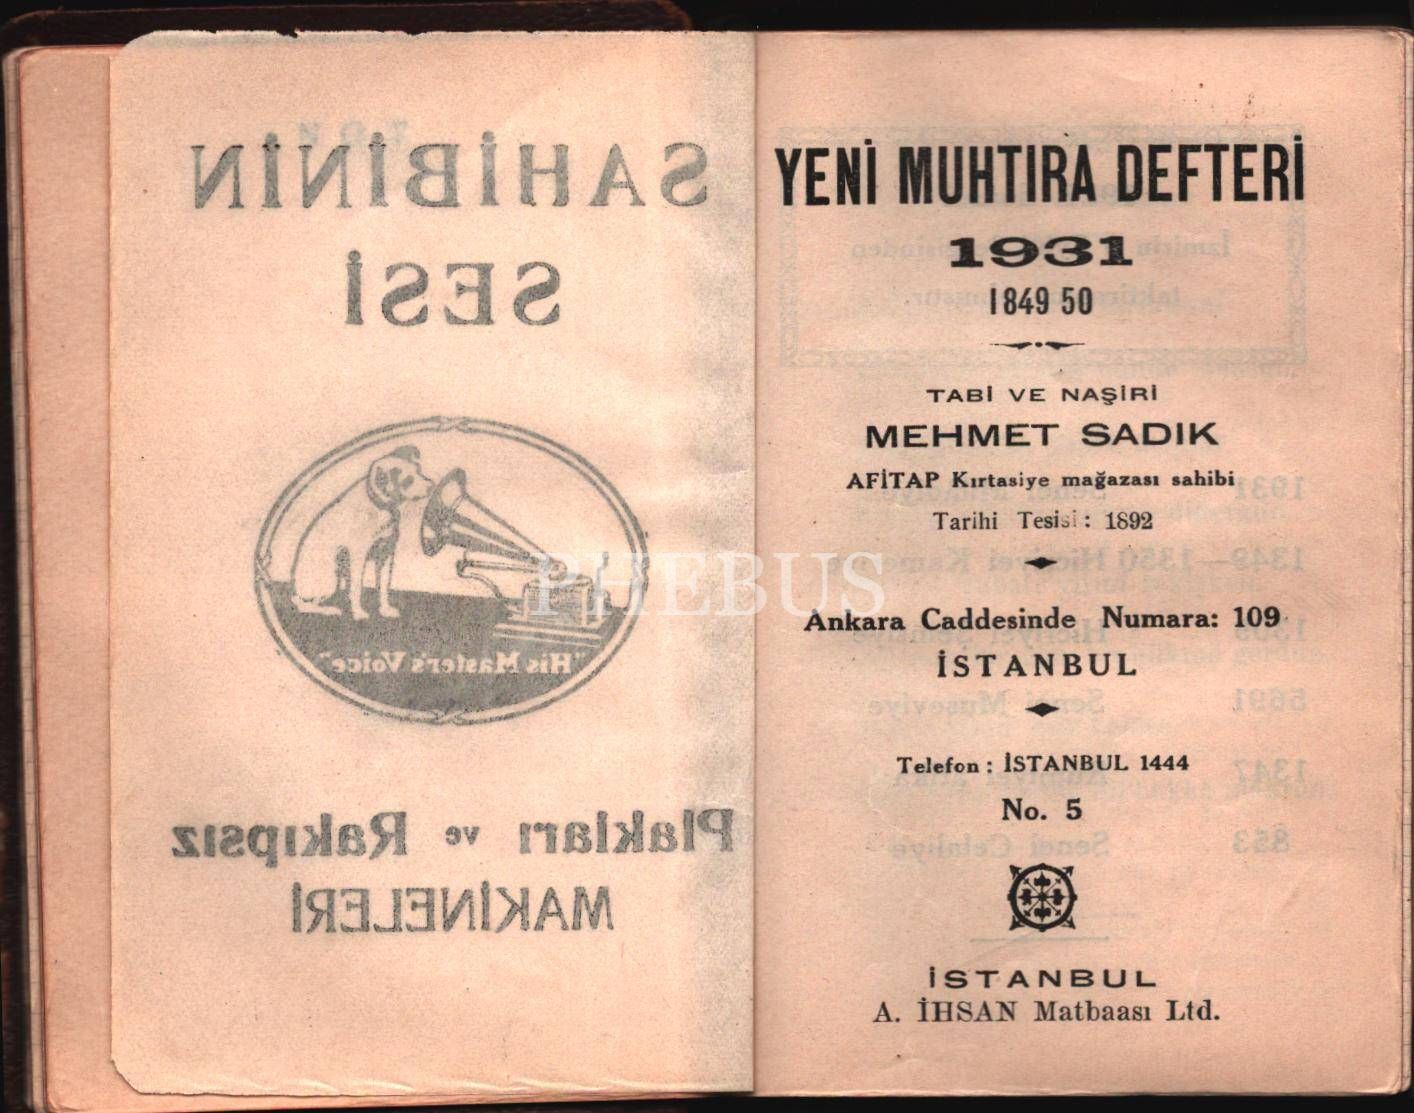 SAHİBİNİN
SESİ
"His Master's Voice"
Plakları ve Rakıpsız
MAKİNELERİ
YENİ MUHTIRA DEFTERİ
1931
1849 50
TABİ VE NAŞİRİ
MEHMET SADIK
AFİTAP Kırtasiye mağazası sahibi
Tarihi Tesisi : 1892
Ankara Caddesinde Numara: 109
İSTANBUL
Telefon : İSTANBUL 1444
No. 5
İSTANBUL
A. İHSAN Matbaası Ltd.
PHEBUS